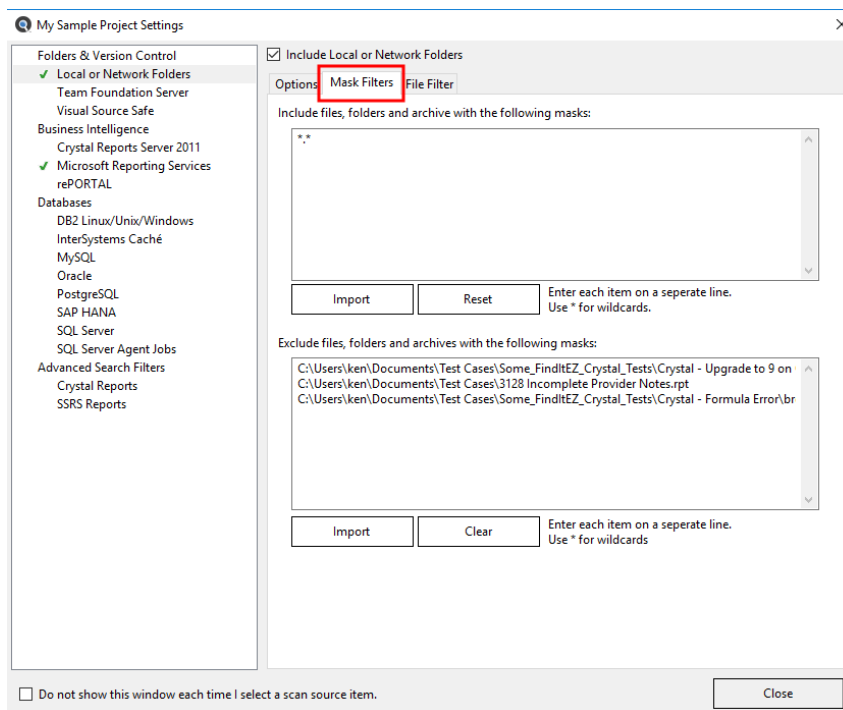 My Sample Project Settings
Folders & Version Control
Local or Network Folders
Team Foundation Server
Visual Source Safe
Business Intelligence
Crystal Reports Server 2011
Microsoft Reporting Services
rePORTAL
Databases
DB2 Linux/Unix/Windows
InterSystems Caché
MySQL
Oracle
PostgreSQL
SAP HANA
SQL Server
SQL Server Agent Jobs
Advanced Search Filters
Crystal Reports
SSRS Reports
Include Local or Network Folders
Options Mask Filters File Filter
Include files, folders and archive with the following masks:
*.*
Import Reset
Enter each item on a seperate line.
Use * for wildcards.
Exclude files, folders and archives with the following masks:
C:\Users\ken\Documents\Test Cases\Some_FindItEZ_Crystal_Tests\Crystal - Upgrade to 9 on
C:\Users\ken\Documents\Test Cases\3128 Incomplete Provider Notes.rpt
C:\Users\ken\Documents\Test Cases\Some_FindItEZ_Crystal_Tests\Crystal - Formula Error\br
Import Clear
Enter each item on a seperate line.
Use * for wildcards
Do not show this window each time I select a scan source item.
Close